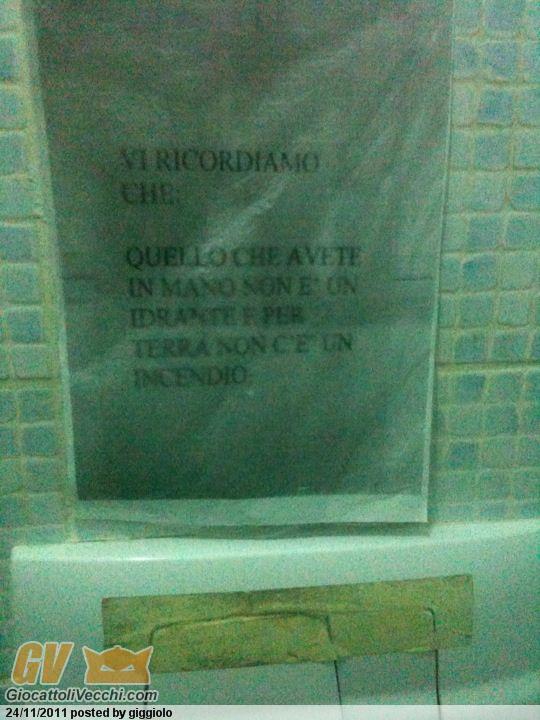 VI RICORDIAMO
CHE:
QUELLO CHE AVETE
IN MANO NON E' UN
IDRANTE E PER
TERRA NON C'E' UN
INCENDIO.
GV
GiocattoliVecchi.com
24/11/2011 posted by giggiolo